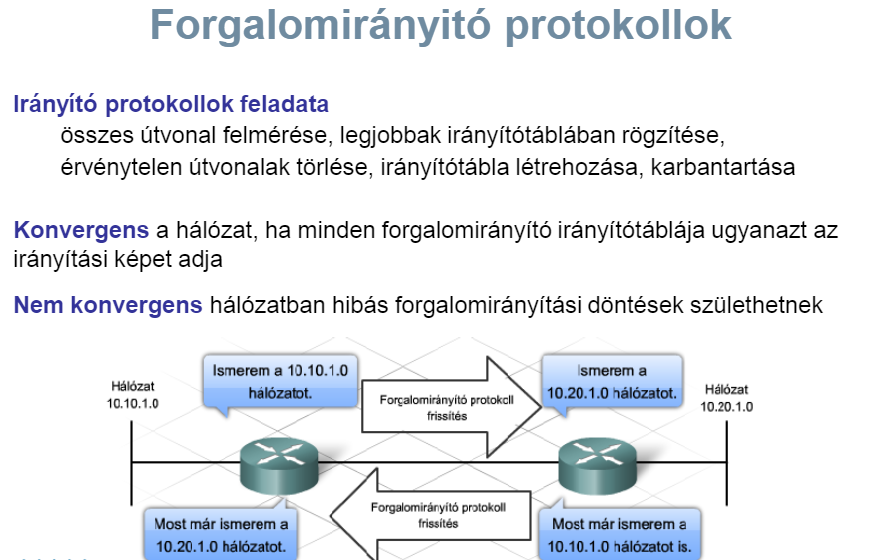 Forgalomirányitó protokollok
Irányító protokollok feladata
összes útvonal felmérése, legjobbak irányítótáblában rögzítése,
érvénytelen útvonalak törlése, irányítótábla létrehozása, karbantartása
Konvergens a hálózat, ha minden forgalomirányító irányítótáblája ugyanazt az
irányítási képet adja
Nem konvergens hálózatban hibás forgalomirányítási döntések születhetnek
Hálózat
10.10.1.0
Ismerem a 10.10.1.0
hálózatot.
Forgalomirányító protokoll
frissítés
Ismerem a
10.20.1.0 hálózatot.
Hálózat
10.20.1.0
Most már ismerem a
10.20.1.0 hálózatot.
Forgalomirányító protokoll
frissítés
Most már ismerem a
10.10.1.0 hálózatot is.